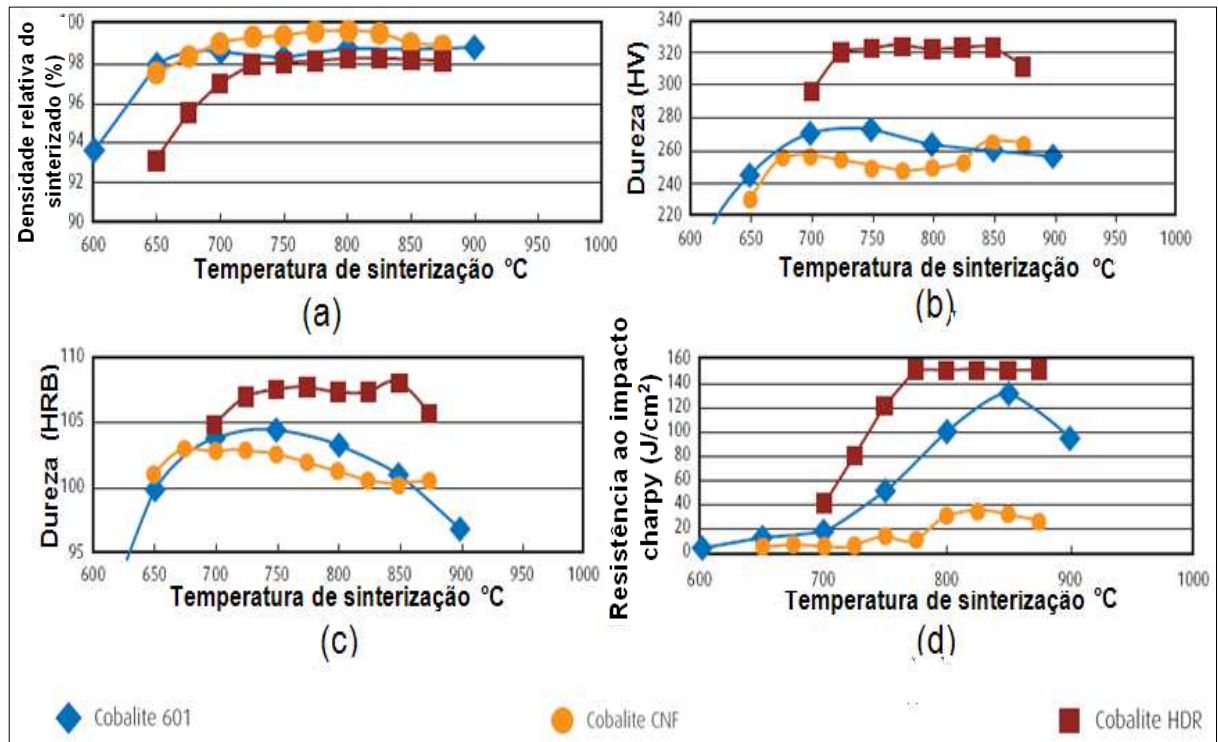 Densidade relativa do
sinterizado (%)
100
98
96
94
92
90
600 650 700 750 800 850 900 950 1000
Temperatura de sinterização °C
(a)
Dureza (HV)
340
320
300
280
260
240
220
600 650 700 750 800 850 900 950 1000
Temperatura de sinterização °C
(b)
Dureza (HRB)
110
105
100
95
600 650 700 750 800 850 900 950 1000
Temperatura de sinterização °C
(c)
Resistência ao impacto
charpy (J/cm²)
160
140
120
100
80
60
40
20
0
600 700 800 900 1000
Temperatura de sinterização °C
(d)
Cobalite 601 Cobalite CNF Cobalite HDR